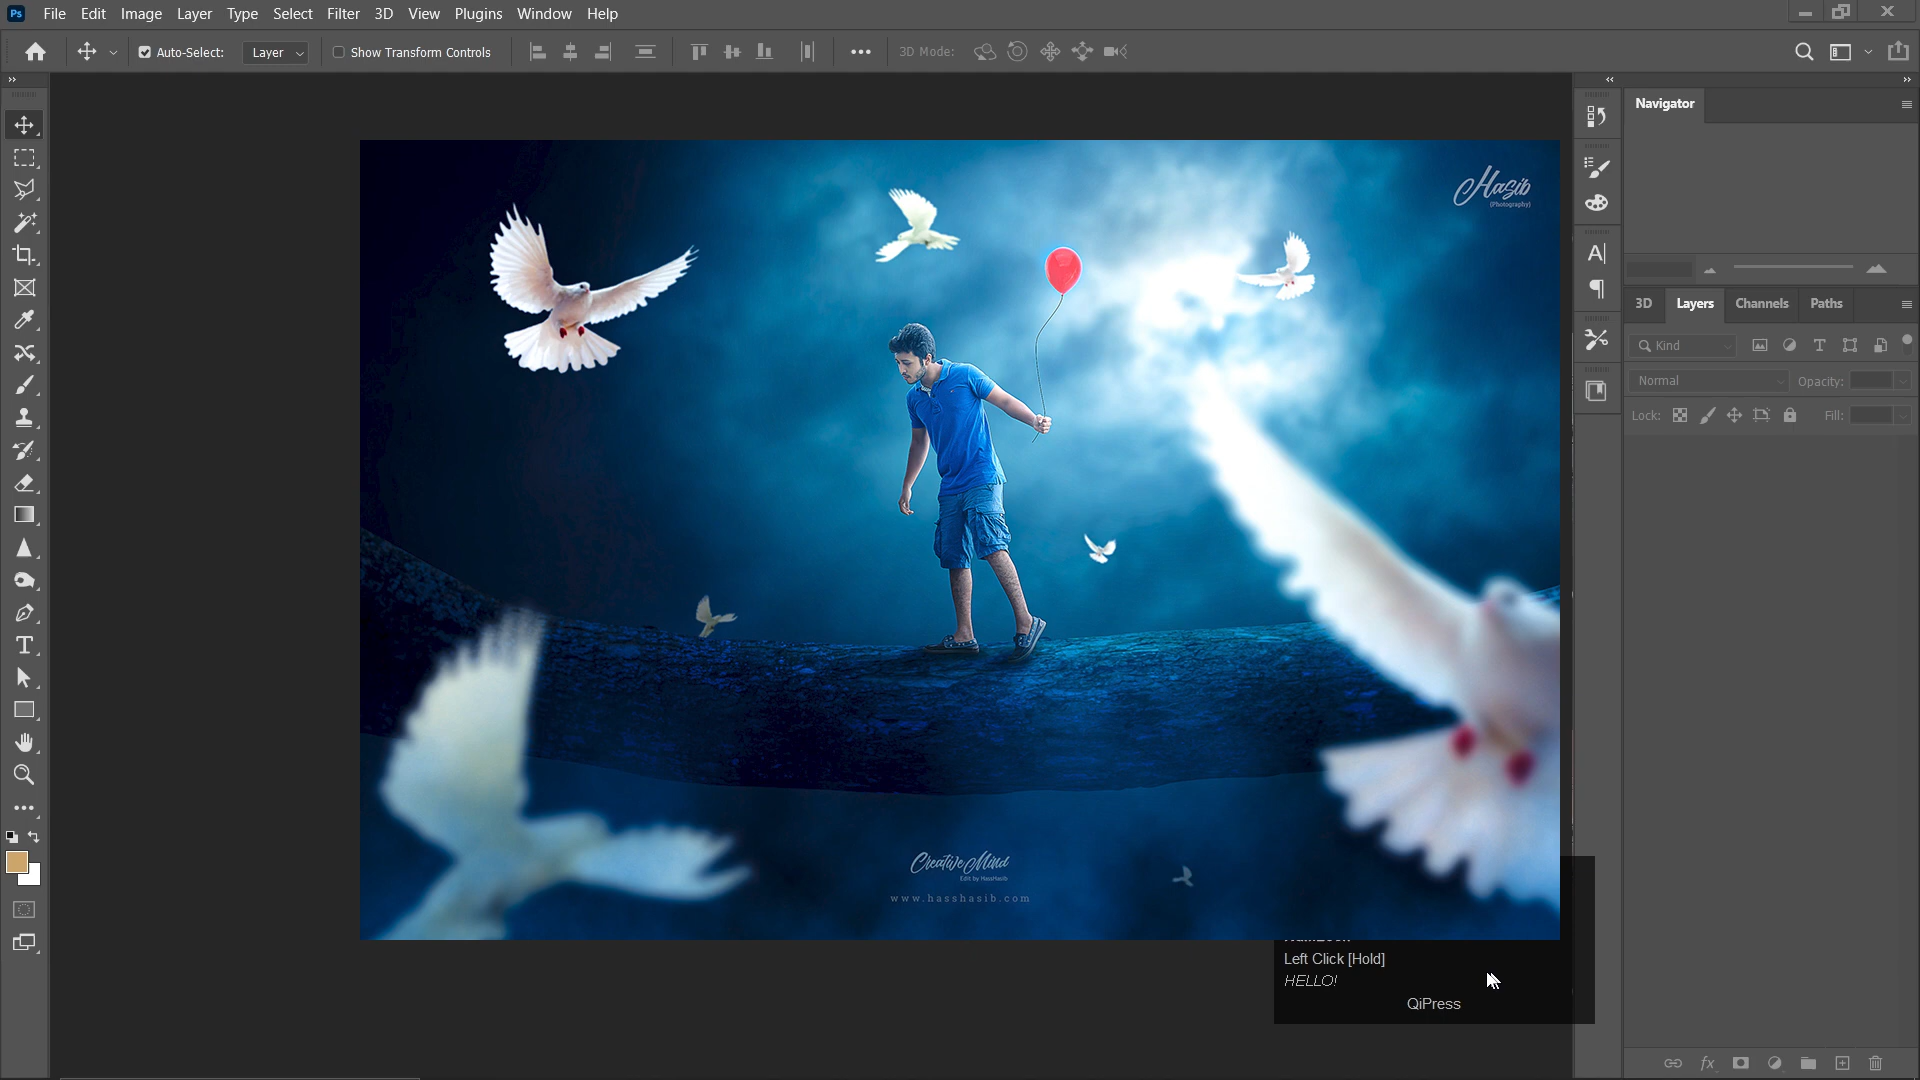 Ps File Edit Image Layer Type Select Filter 3D View Plugins Window Help
Auto-Select: Layer Show Transform Controls 3D Mode:
Navigator
Hasib
(Photography)
3D Layers Channels Paths
Kind
Normal Opacity:
Lock: Fill:
Creative Mind
Edit by HassHasib
www.hasshasib.com
Left Click [Hold]
HELLO!
QiPress